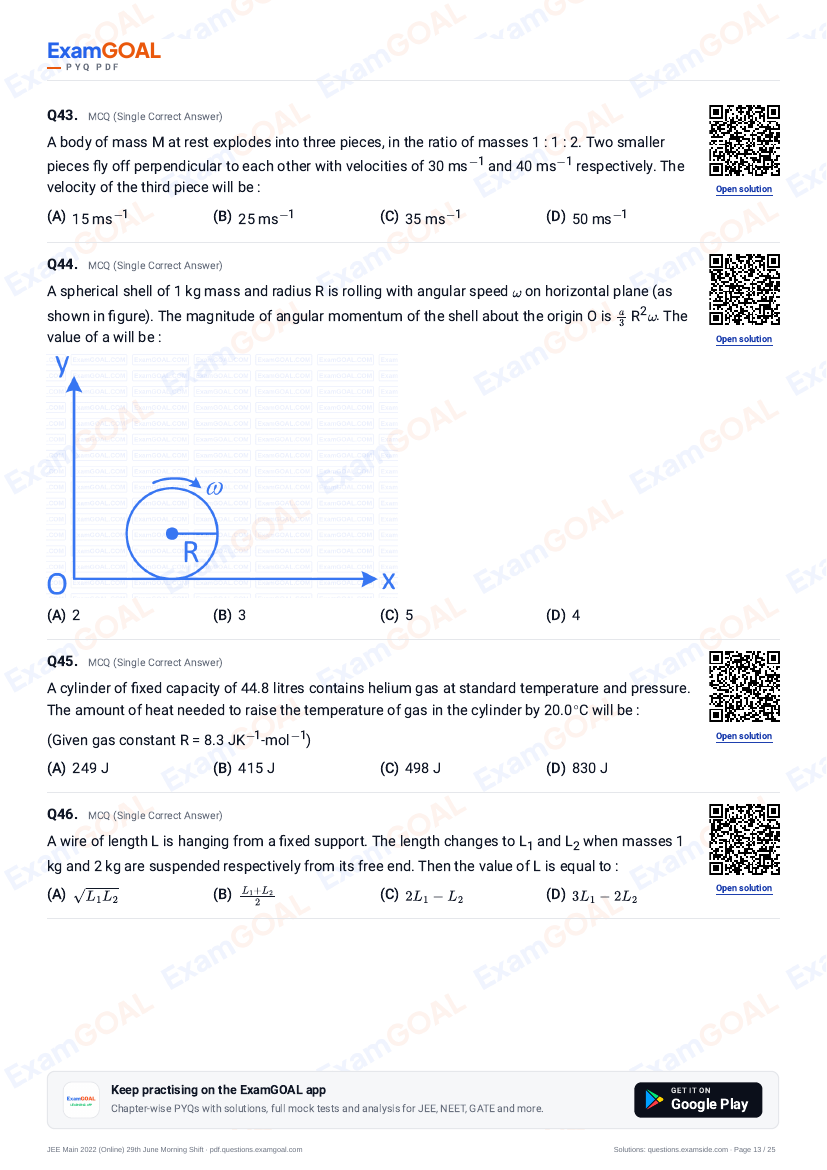 ExamGOAL
PYQ PDF
Q43. MCQ (Single Correct Answer)
A body of mass M at rest explodes into three pieces, in the ratio of masses 1 : 1 : 2. Two smaller
pieces fly off perpendicular to each other with velocities of 30 ms⁻¹ and 40 ms⁻¹ respectively. The
velocity of the third piece will be :
(A) 15 ms⁻¹ (B) 25 ms⁻¹ (C) 35 ms⁻¹ (D) 50 ms⁻¹
Open solution
Q44. MCQ (Single Correct Answer)
A spherical shell of 1 kg mass and radius R is rolling with angular speed ω on horizontal plane (as
shown in figure). The magnitude of angular momentum of the shell about the origin O is a/3 R²ω. The
value of a will be :
Open solution
y
ω
R
O x
(A) 2 (B) 3 (C) 5 (D) 4
Q45. MCQ (Single Correct Answer)
A cylinder of fixed capacity of 44.8 litres contains helium gas at standard temperature and pressure.
The amount of heat needed to raise the temperature of gas in the cylinder by 20.0°C will be :
(Given gas constant R = 8.3 JK⁻¹-mol⁻¹)
Open solution
(A) 249 J (B) 415 J (C) 498 J (D) 830 J
Q46. MCQ (Single Correct Answer)
A wire of length L is hanging from a fixed support. The length changes to L₁ and L₂ when masses 1
kg and 2 kg are suspended respectively from its free end. Then the value of L is equal to :
Open solution
(A) √(L₁L₂) (B) (L₁+L₂)/2 (C) 2L₁ − L₂ (D) 3L₁ − 2L₂
ExamGOAL
Keep practising on the ExamGOAL app
Chapter-wise PYQs with solutions, full mock tests and analysis for JEE, NEET, GATE and more.
GET IT ON
Google Play
JEE Main 2022 (Online) 29th June Morning Shift · pdf.questions.examgoal.com
Solutions: questions.examside.com · Page 13 / 25